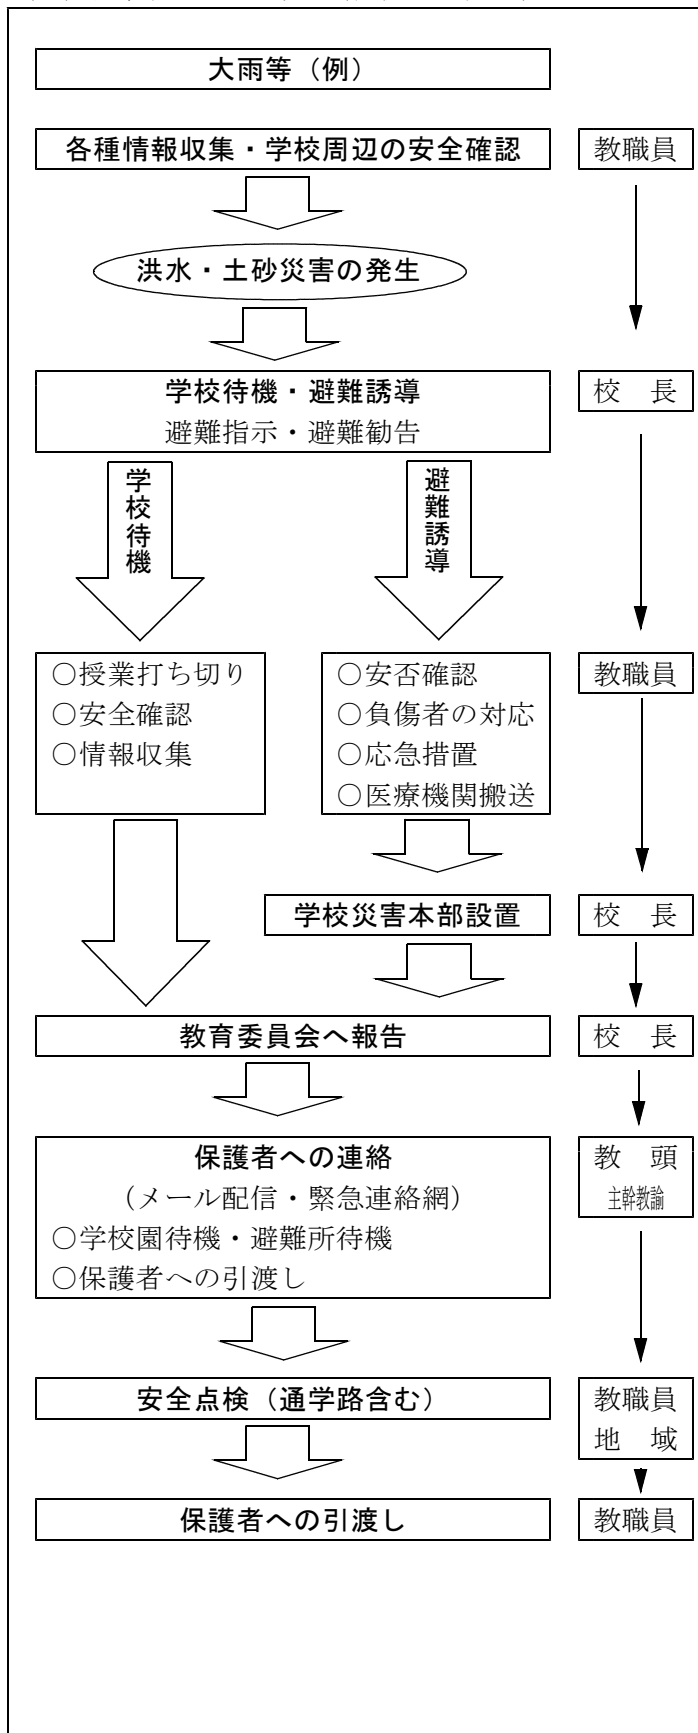 大雨等（例）
各種情報収集・学校周辺の安全確認
教職員
洪水・土砂災害の発生
学校待機・避難誘導
避難指示・避難勧告
校　長
学校待機
避難誘導
○授業打ち切り
○安全確認
○情報収集
○安否確認
○負傷者の対応
○応急措置
○医療機関搬送
教職員
学校災害本部設置
校　長
教育委員会へ報告
校　長
保護者への連絡
（メール配信・緊急連絡網）
○学校園待機・避難所待機
○保護者への引渡し
教　頭
主幹教諭
安全点検（通学路含む）
教職員
地　域
保護者への引渡し
教職員